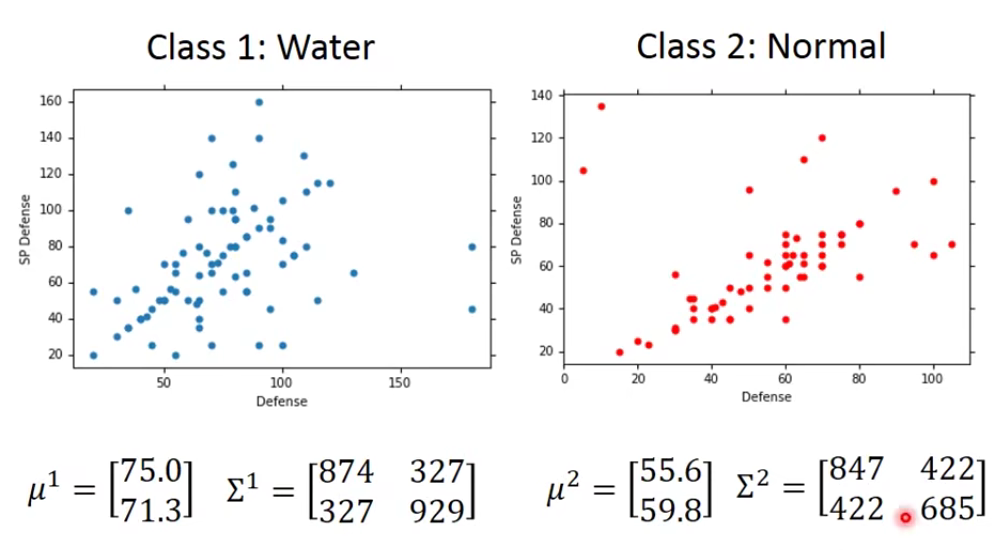 Class 1: Water
160
140
120
100
80
60
40
20
SP Defense
50 100 150
Defense
Class 2: Normal
140
120
100
80
60
40
20
SP Defense
0 20 40 60 80 100
Defense
μ¹ = [75.0
71.3] Σ¹ = [874 327
327 929]
μ² = [55.6
59.8] Σ² = [847 422
422 685]